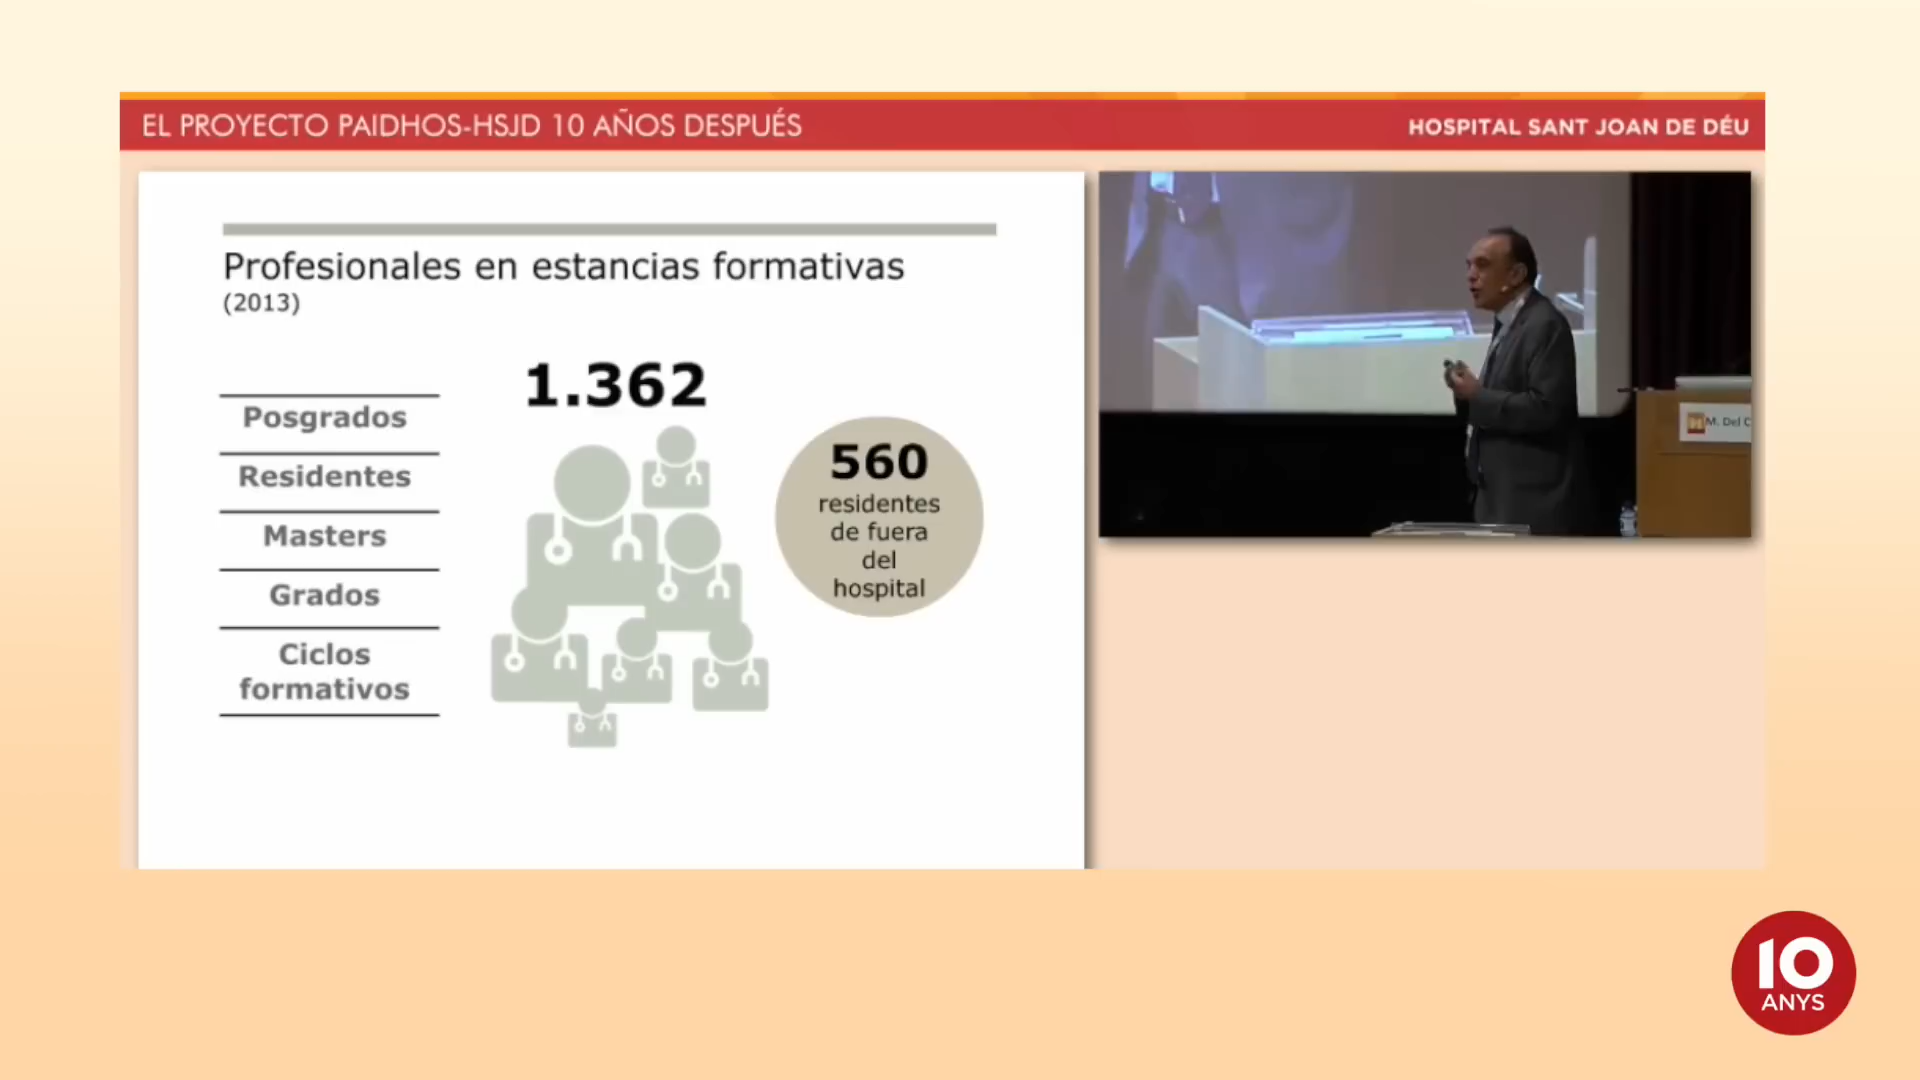 EL PROYECTO PAIDHOS-HSJD 10 AÑOS DESPUÉS
HOSPITAL SANT JOAN DE DÉU
Profesionales en estancias formativas
(2013)
1.362
Posgrados
Residentes
Masters
Grados
Ciclos
formativos
560
residentes
de fuera
del
hospital
M. Del C
10
ANYS